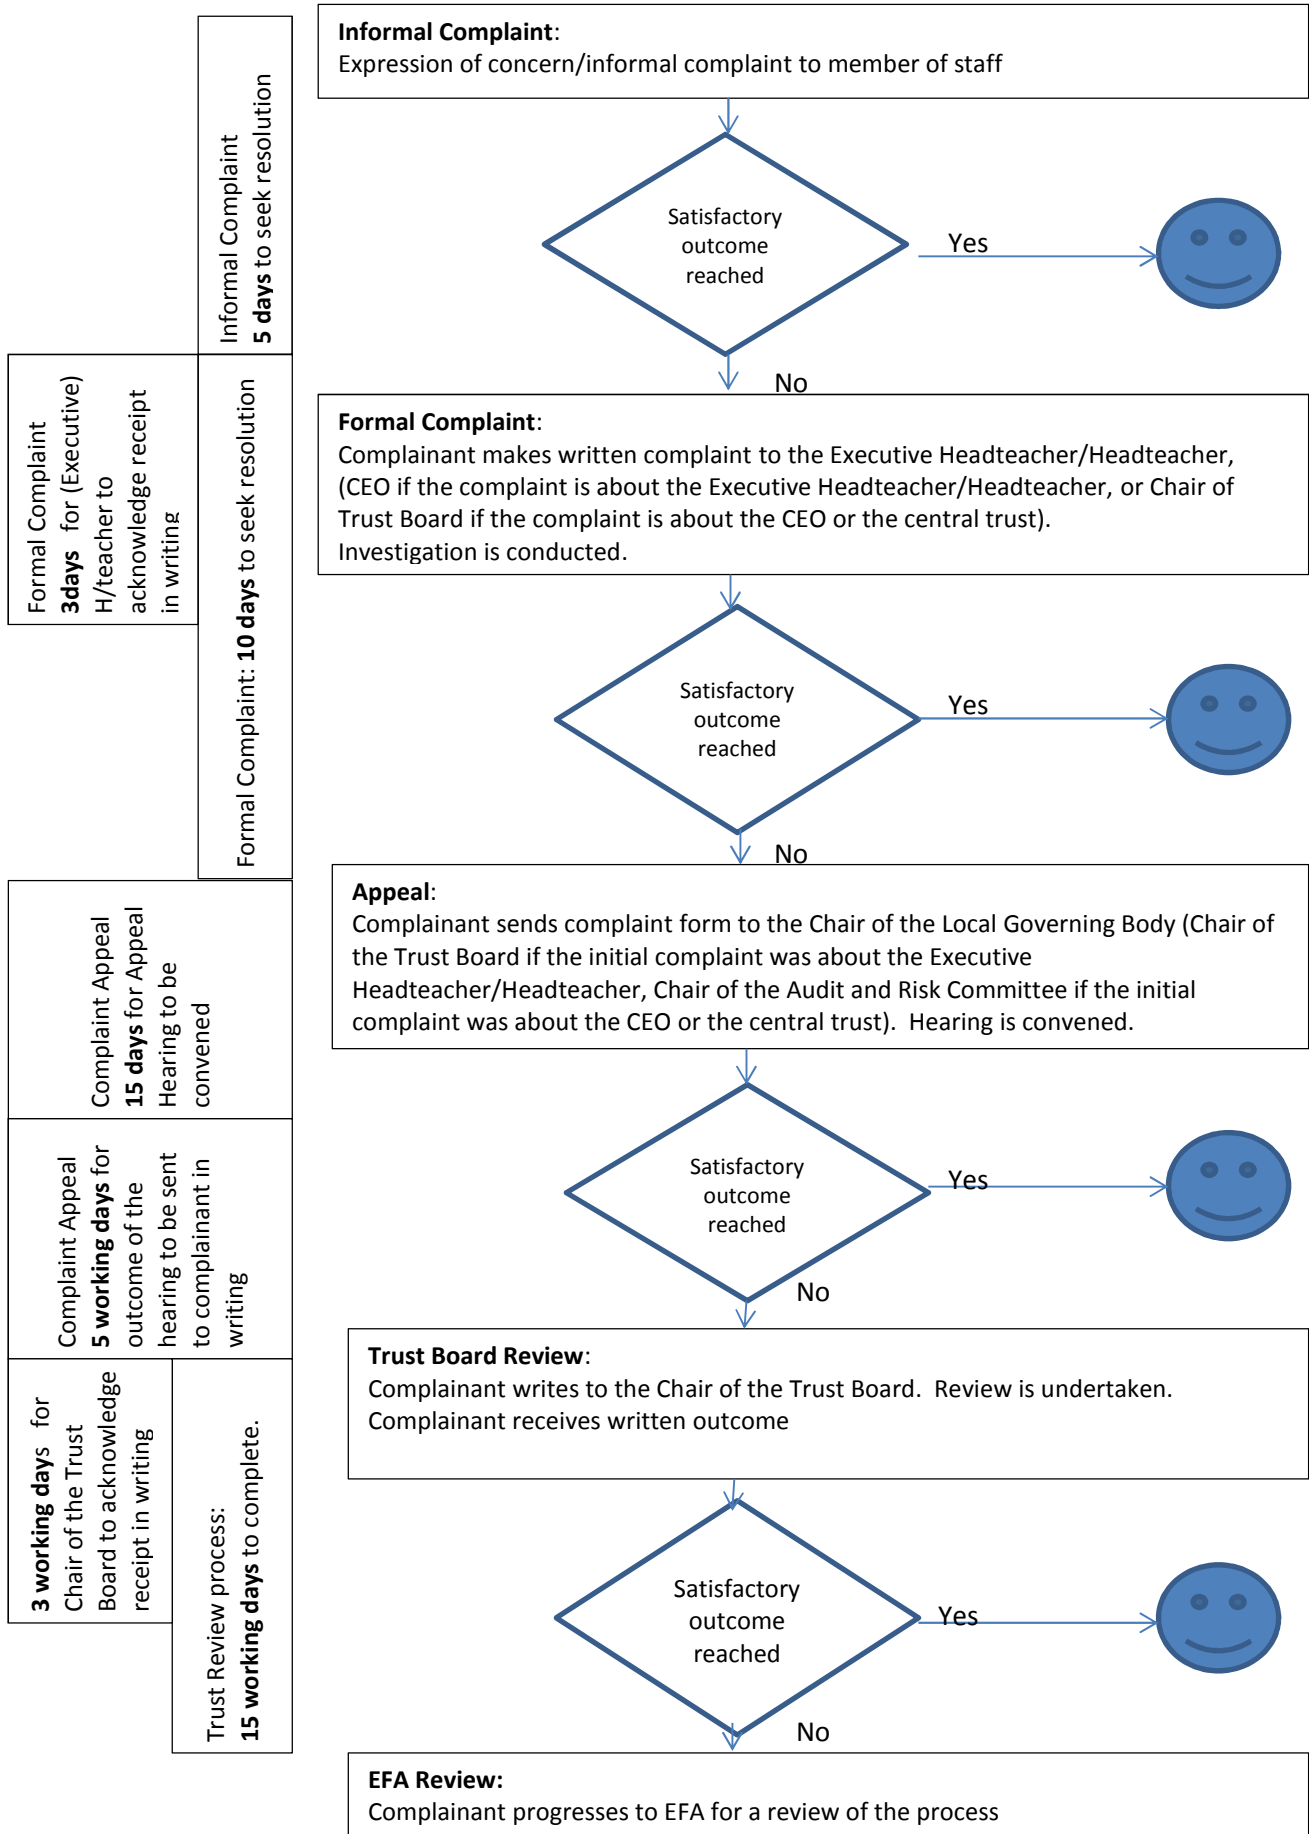 Informal Complaint:
Expression of concern/informal complaint to member of staff
Informal Complaint
5 days to seek resolution
Satisfactory
outcome
reached
Yes
No
Formal Complaint
3days for (Executive)
H/teacher to
acknowledge receipt
in writing
Formal Complaint: 10 days to seek resolution
Formal Complaint:
Complainant makes written complaint to the Executive Headteacher/Headteacher,
(CEO if the complaint is about the Executive Headteacher/Headteacher, or Chair of
Trust Board if the complaint is about the CEO or the central trust).
Investigation is conducted.
Satisfactory
outcome
reached
Yes
No
Complaint Appeal
15 days for Appeal
Hearing to be
convened
Appeal:
Complainant sends complaint form to the Chair of the Local Governing Body (Chair of
the Trust Board if the initial complaint was about the Executive
Headteacher/Headteacher, Chair of the Audit and Risk Committee if the initial
complaint was about the CEO or the central trust).  Hearing is convened.
Complaint Appeal
5 working days for
outcome of the
hearing to be sent
to complainant in
writing
Satisfactory
outcome
reached
Yes
No
3 working days for
Chair of the Trust
Board to acknowledge
receipt in writing
Trust Review process:
15 working days to complete.
Trust Board Review:
Complainant writes to the Chair of the Trust Board.  Review is undertaken.
Complainant receives written outcome
Satisfactory
outcome
reached
Yes
No
EFA Review:
Complainant progresses to EFA for a review of the process